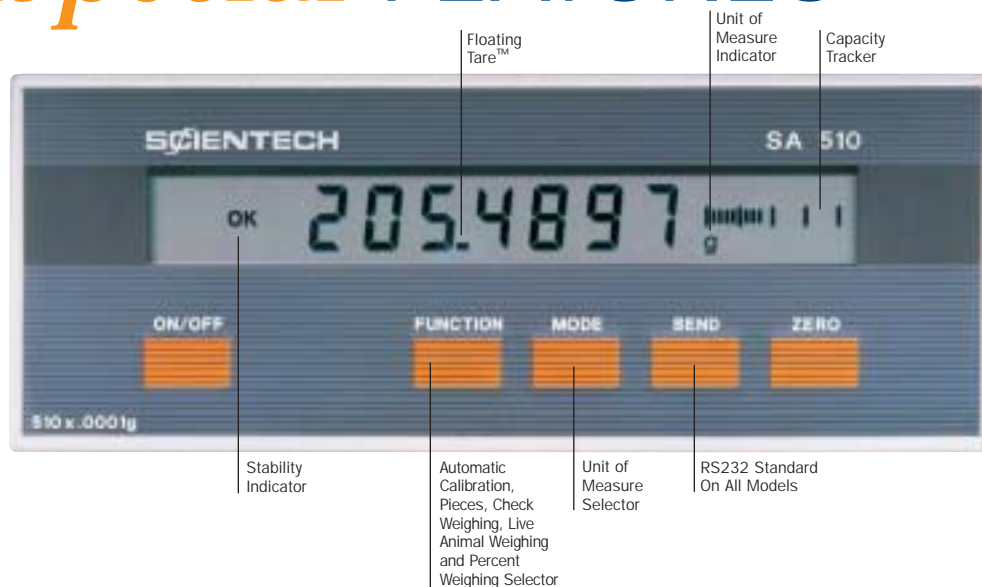 Special FEATURES
Floating
Tare™
Unit of
Measure
Indicator
Capacity
Tracker
SCIENTECH
SA 510
OK 205.4897 g
ON/OFF
FUNCTION
MODE
SEND
ZERO
510 x .0001g
Stability
Indicator
Automatic
Calibration,
Pieces, Check
Weighing, Live
Animal Weighing
and Percent
Weighing Selector
Unit of
Measure
Selector
RS232 Standard
On All Models